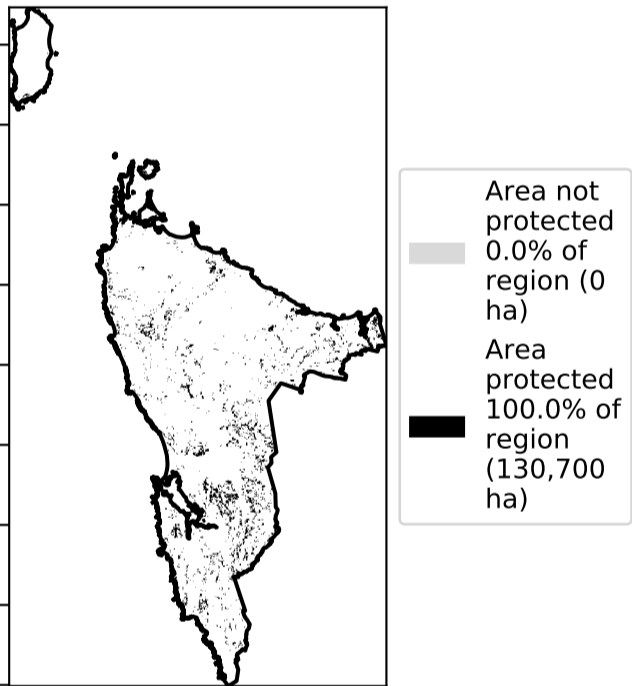 Area not
protected
0.0% of
region (0
ha)
Area
protected
100.0% of
region
(130,700
ha)